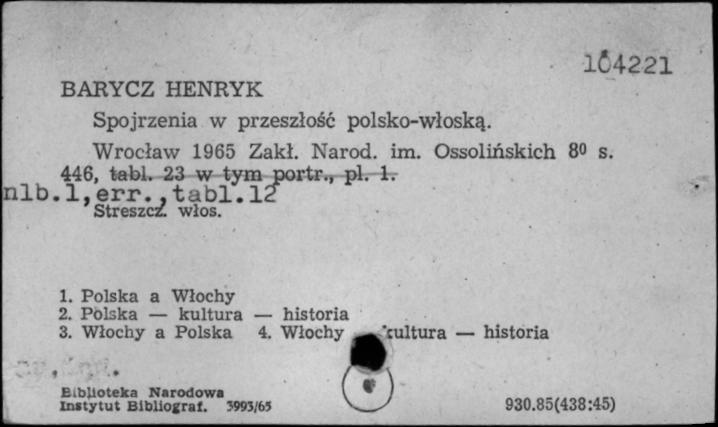 104221
BARYCZ HENRYK
Spojrzenia w przeszłość polsko-włoską.
Wrocław 1965 Zakł. Narod. im. Ossolińskich 8⁰ s.
446, tabl. 23 w tym portr., pl. 1.
nlb.1,err.,tabl.12
Streszcz. włos.
1. Polska a Włochy
2. Polska — kultura — historia
3. Włochy a Polska 4. Włochy kultura — historia
Biblioteka Narodowa
Instytut Bibliograf. 3993/65
930.85(438:45)